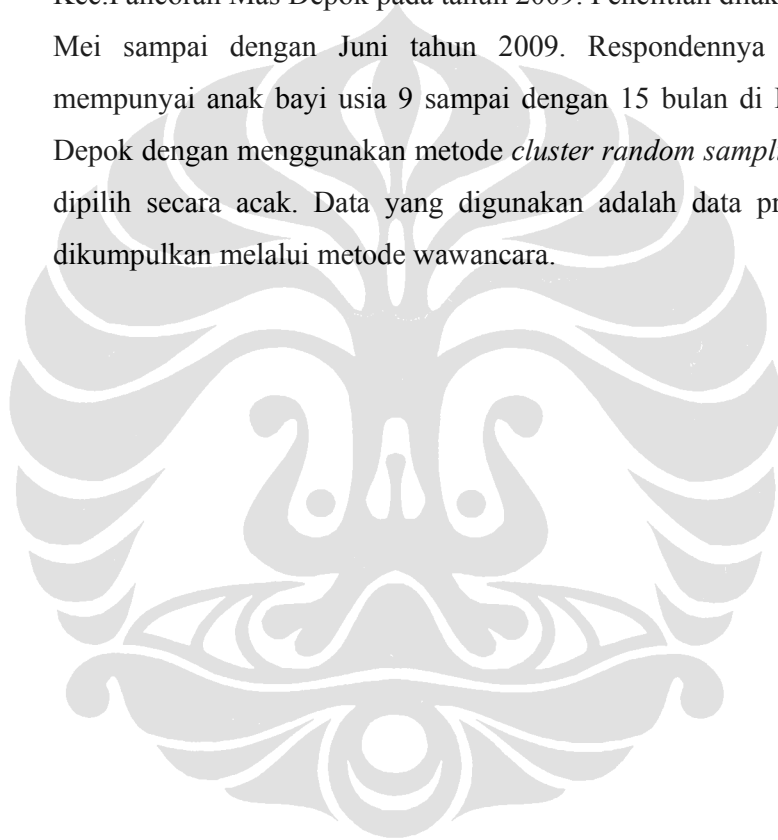 Kec.Pancoran Mas Depok pada tahun 2009. Penelitian
Mei sampai dengan Juni tahun 2009. Respondennya
mempunyai anak bayi usia 9 sampai dengan 15 bulan di
Depok dengan menggunakan metode cluster random
dipilih secara acak. Data yang digunakan adalah data
dikumpulkan melalui metode wawancara.